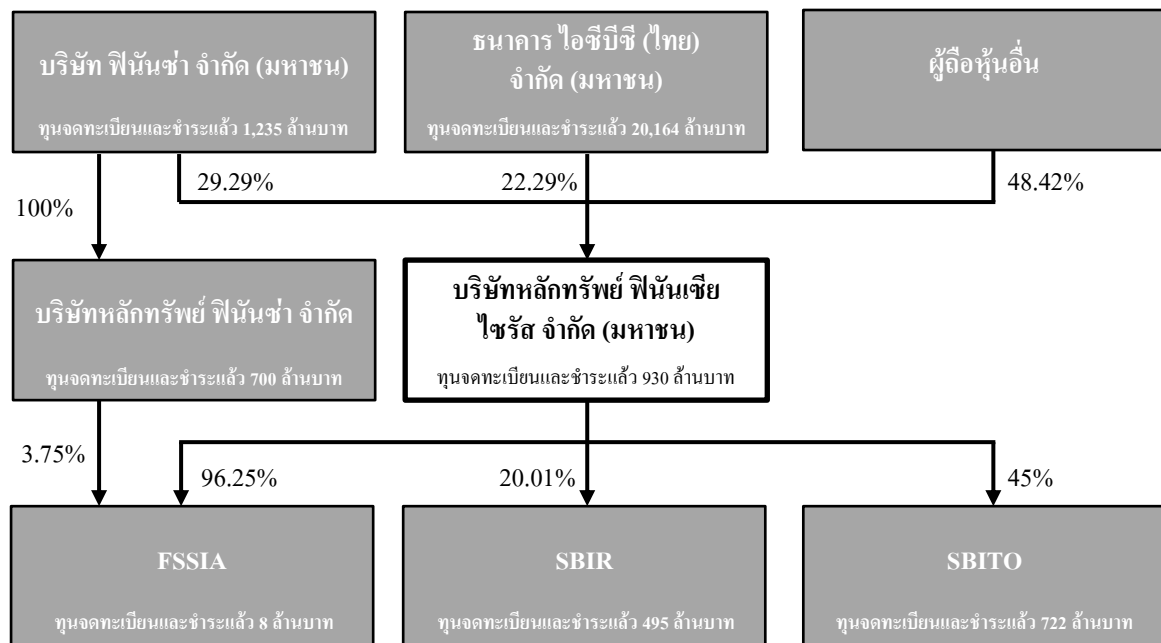 บริษัท ฟินันซ่า จำกัด (มหาชน)
ทุนจดทะเบียนและชำระแล้ว 1,235 ล้านบาท
ธนาคาร ไอซีบีซี (ไทย)
จำกัด (มหาชน)
ทุนจดทะเบียนและชำระแล้ว 20,164 ล้านบาท
ผู้ถือหุ้นอื่น
29.29%
22.29%
48.42%
100%
บริษัทหลักทรัพย์ ฟินันซ่า จำกัด
ทุนจดทะเบียนและชำระแล้ว 700 ล้านบาท
บริษัทหลักทรัพย์ ฟินันเซีย
ไซรัส จำกัด (มหาชน)
ทุนจดทะเบียนและชำระแล้ว 930 ล้านบาท
3.75%
96.25%
20.01%
45%
FSSIA
ทุนจดทะเบียนและชำระแล้ว 8 ล้านบาท
SBIR
ทุนจดทะเบียนและชำระแล้ว 495 ล้านบาท
SBITO
ทุนจดทะเบียนและชำระแล้ว 722 ล้านบาท